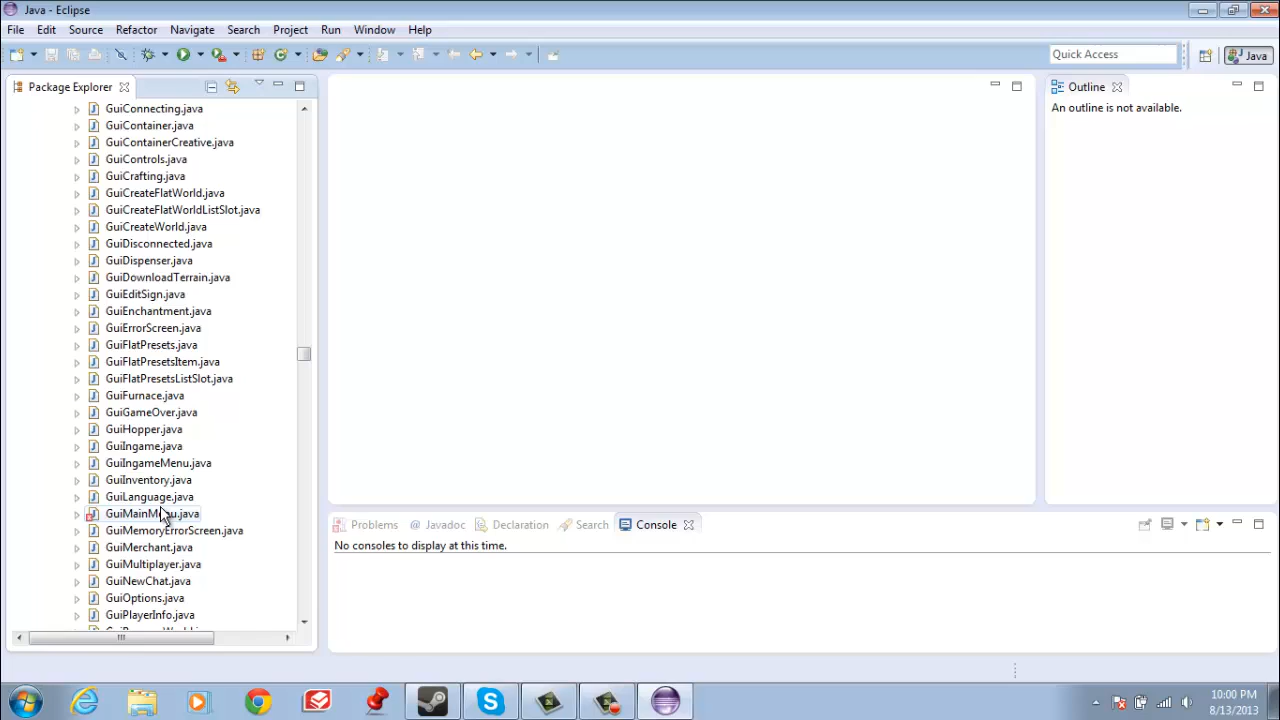 Java - Eclipse
File Edit Source Refactor Navigate Search Project Run Window Help
Quick Access
Java
Package Explorer
Outline
GuiConnecting.java
An outline is not available.
GuiContainer.java
GuiContainerCreative.java
GuiControls.java
GuiCrafting.java
GuiCreateFlatWorld.java
GuiCreateFlatWorldListSlot.java
GuiCreateWorld.java
GuiDisconnected.java
GuiDispenser.java
GuiDownloadTerrain.java
GuiEditSign.java
GuiEnchantment.java
GuiErrorScreen.java
GuiFlatPresets.java
GuiFlatPresetsItem.java
GuiFlatPresetsListSlot.java
GuiFurnace.java
GuiGameOver.java
GuiHopper.java
GuiIngame.java
GuiIngameMenu.java
GuiInventory.java
GuiLanguage.java
GuiMainMenu.java
GuiMemoryErrorScreen.java
GuiMerchant.java
GuiMultiplayer.java
GuiNewChat.java
GuiOptions.java
GuiPlayerInfo.java
Problems Javadoc Declaration Search Console
No consoles to display at this time.
10:00 PM
8/13/2013